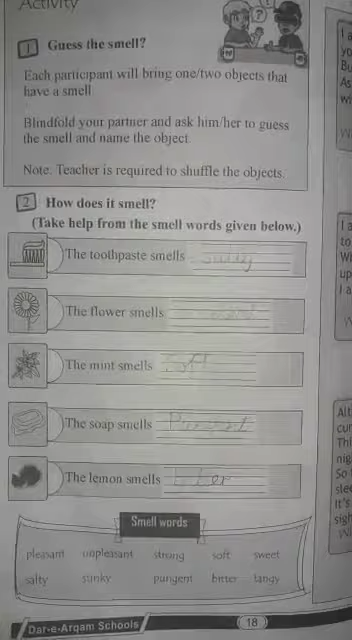 Activity
1 Guess the smell?
Each participant will bring one/two objects that
have a smell
Blindfold your partner and ask him/her to guess
the smell and name the object.
Note. Teacher is required to shuffle the objects.
2 How does it smell?
(Take help from the smell words given below.)
The toothpaste smells
The flower smells
The mint smells Soft
The soap smells
The lemon smells
Smell words
pleasant unpleasant strong soft sweet
salty stinky pungent bitter tangy
Dar-e-Arqam Schools 18